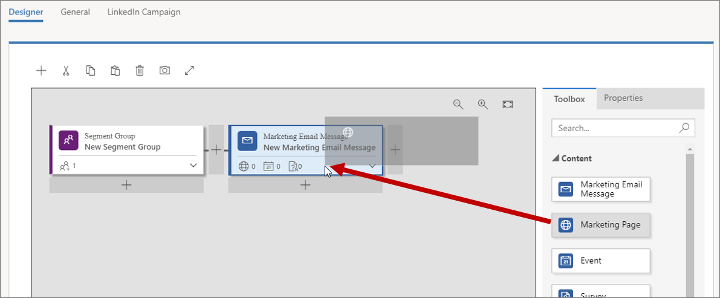 Designer General LinkedIn Campaign
Toolbox Properties
Search...
Segment Group
New Segment Group
1
Marketing Email Message
New Marketing Email Message
0 0 0
Content
Marketing Email
Message
Marketing Page
Event
Survey